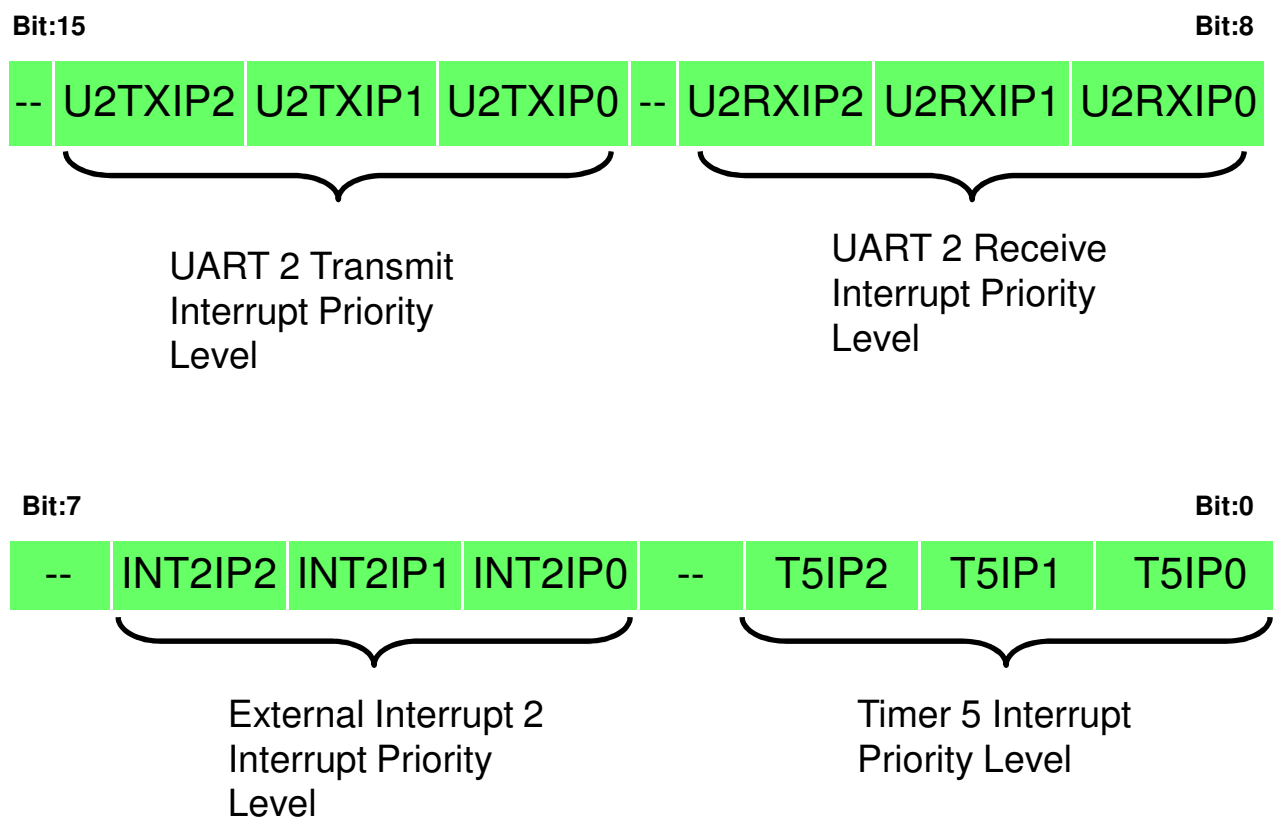 Bit:15 Bit:8
-- U2TXIP2 U2TXIP1 U2TXIP0 -- U2RXIP2 U2RXIP1 U2RXIP0
UART 2 Transmit
Interrupt Priority
Level
UART 2 Receive
Interrupt Priority
Level
Bit:7 Bit:0
-- INT2IP2 INT2IP1 INT2IP0 -- T5IP2 T5IP1 T5IP0
External Interrupt 2
Interrupt Priority
Level
Timer 5 Interrupt
Priority Level